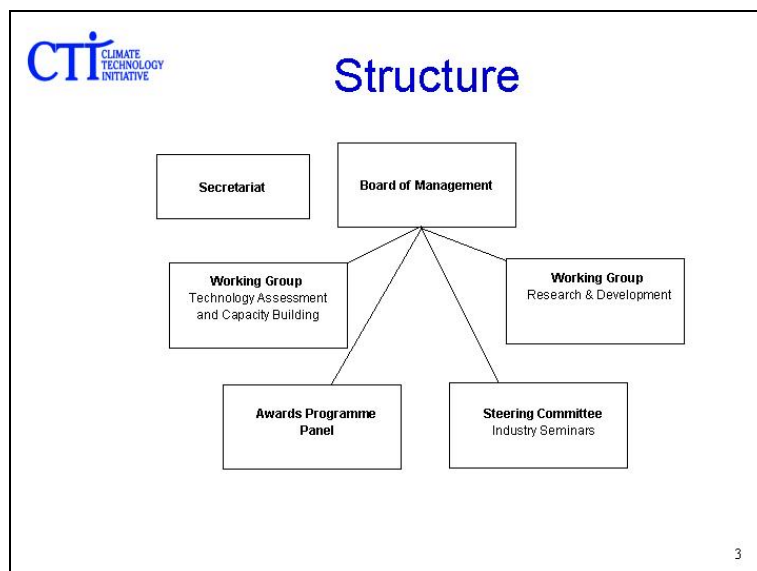 CTi CLIMATE
TECHNOLOGY
INITIATIVE
Structure
Secretariat
Board of Management
Working Group
Technology Assessment
and Capacity Building
Working Group
Research & Development
Awards Programme
Panel
Steering Committee
Industry Seminars
3